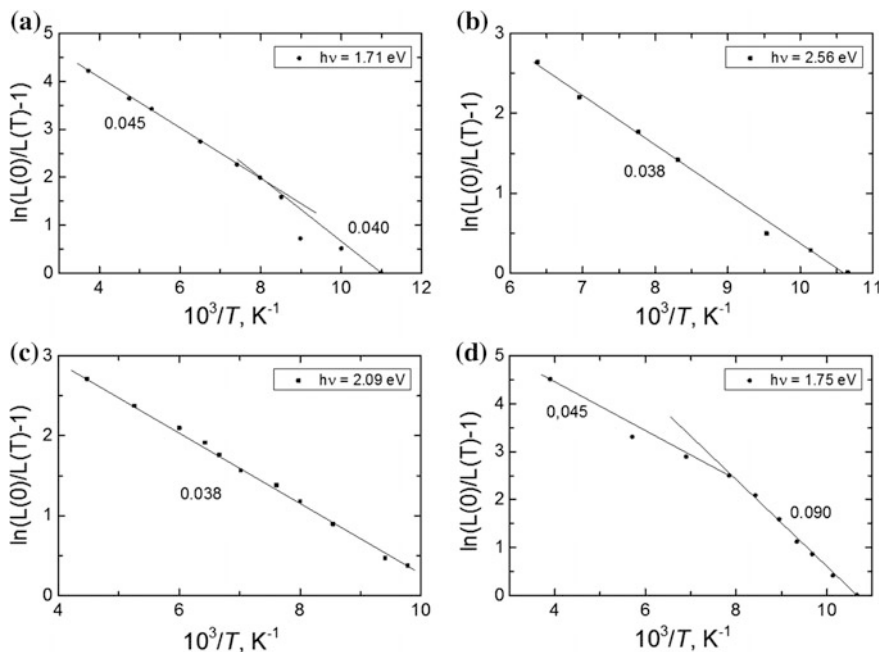 (a)
5
4
3
2
1
0
ln(L(0)/L(T)-1)
hν = 1.71 eV
0.045
0.040
4 6 8 10 12
10³/T, K⁻¹
(b)
3
2
1
0
ln(L(0)/L(T)-1)
hν = 2.56 eV
0.038
6 7 8 9 10 11
10³/T, K⁻¹
(c)
3
2
1
0
ln(L(0)/L(T)-1)
hν = 2.09 eV
0.038
4 6 8 10
10³/T, K⁻¹
(d)
5
4
3
2
1
0
ln(L(0)/L(T)-1)
hν = 1.75 eV
0,045
0.090
4 6 8 10
10³/T, K⁻¹